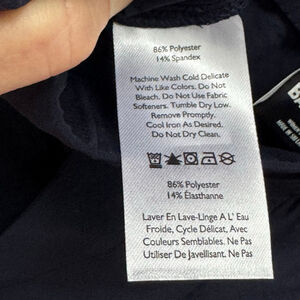 86% Polyester
14% Spandex
Machine Wash Cold Delicate
With Like Colors. Do Not
Bleach. Do Not Use Fabric
Softeners. Tumble Dry Low.
Remove Promptly.
Cool Iron As Desired.
Do Not Dry Clean.
86% Polyester
14% Élasthanne
Laver En Lave-Linge A L' Eau
Froide, Cycle Délicat, Avec
Couleurs Semblables. Ne Pas
Utiliser De Javellisant. Ne Pas